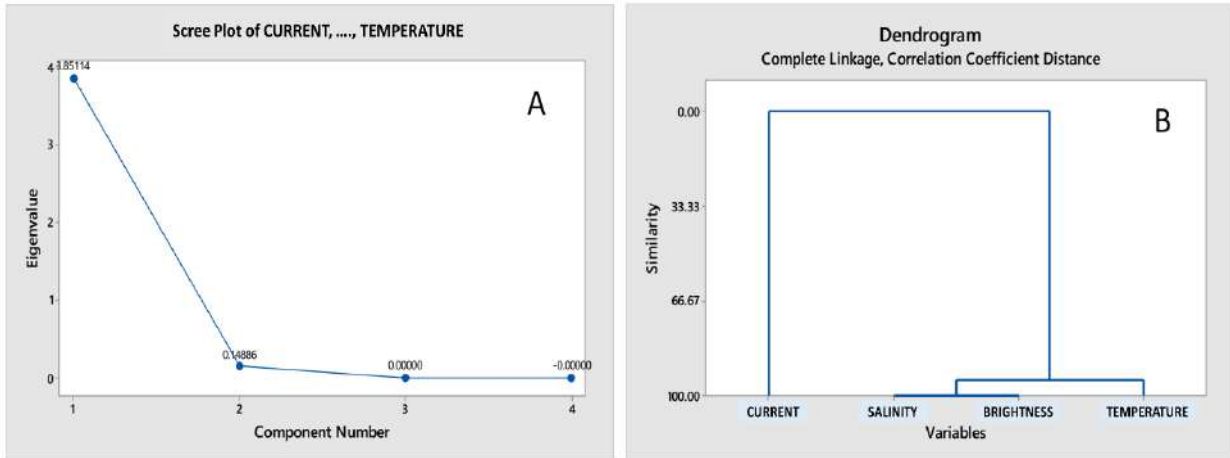 Scree Plot of CURRENT, ...., TEMPERATURE
3.85114
A
4
3
2
1
0
0.14886
0.00000
-0.00000
Eigenvalue
1 2 3 4
Component Number
Dendrogram
Complete Linkage, Correlation Coefficient Distance
B
0.00
33.33
66.67
100.00
Similarity
CURRENT SALINITY BRIGHTNESS TEMPERATURE
Variables